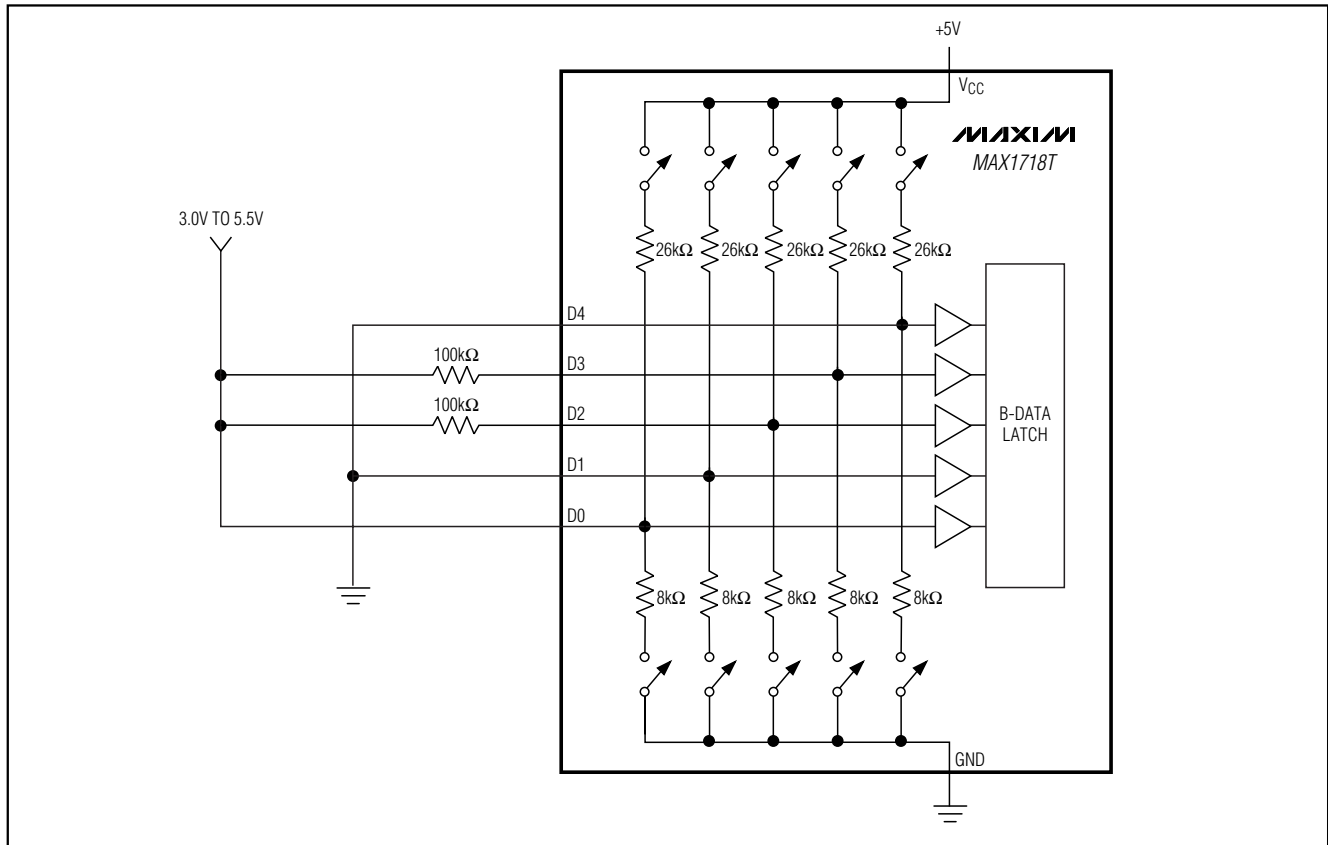 +5V
VCC
MAXIM
MAX1718T
3.0V TO 5.5V
26kΩ 26kΩ 26kΩ 26kΩ 26kΩ
D4
100kΩ
D3
100kΩ
D2
B-DATA
LATCH
D1
D0
8kΩ 8kΩ 8kΩ 8kΩ 8kΩ
GND